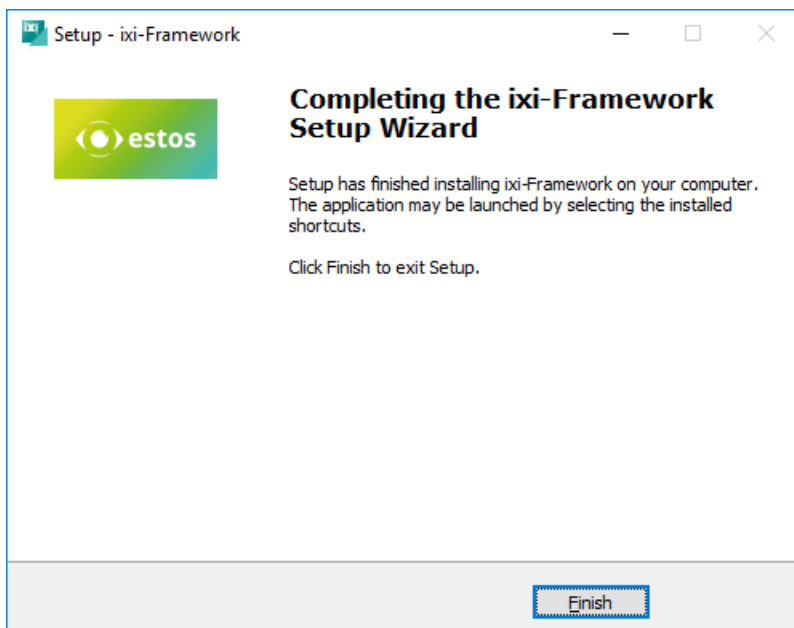 ixi
Setup - ixi-Framework
estos
Completing the ixi-Framework
Setup Wizard
Setup has finished installing ixi-Framework on your computer.
The application may be launched by selecting the installed
shortcuts.
Click Finish to exit Setup.
Finish